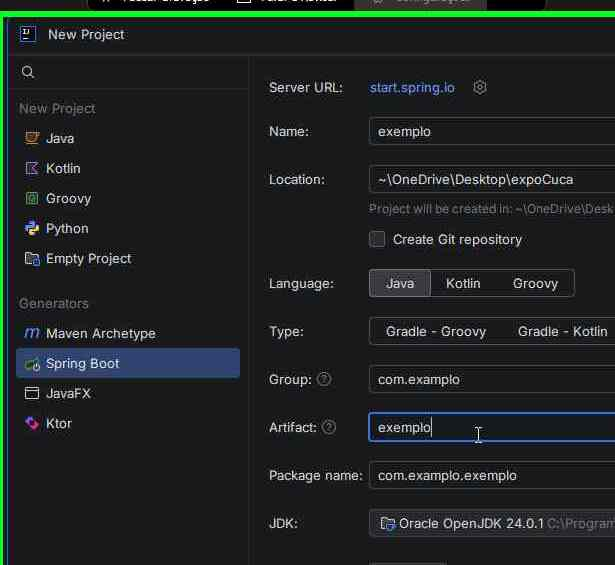 New Project
Server URL: start.spring.io
New Project
Name: exemplo
Java
Kotlin
Location: ~\OneDrive\Desktop\expoCuca
Groovy
Project will be created in: ~\OneDrive\Desk
Python
Create Git repository
Empty Project
Language: Java Kotlin Groovy
Generators
Maven Archetype
Type: Gradle - Groovy Gradle - Kotlin
Spring Boot
Group: com.examplo
JavaFX
Ktor
Artifact: exemplo
Package name: com.examplo.exemplo
JDK: Oracle OpenJDK 24.0.1 C:\Program